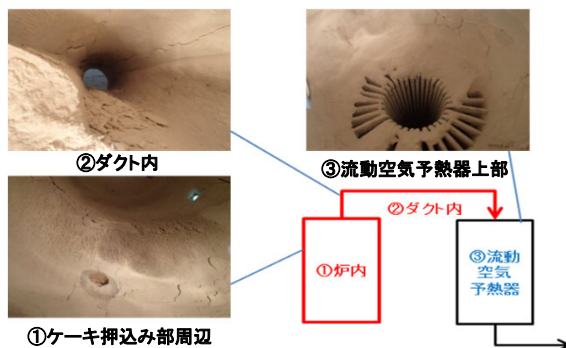 ②ダクト内
③流動空気予熱器上部
①ケーキ押込み部周辺
②ダクト内
①炉内
③流動
空気
予熱器